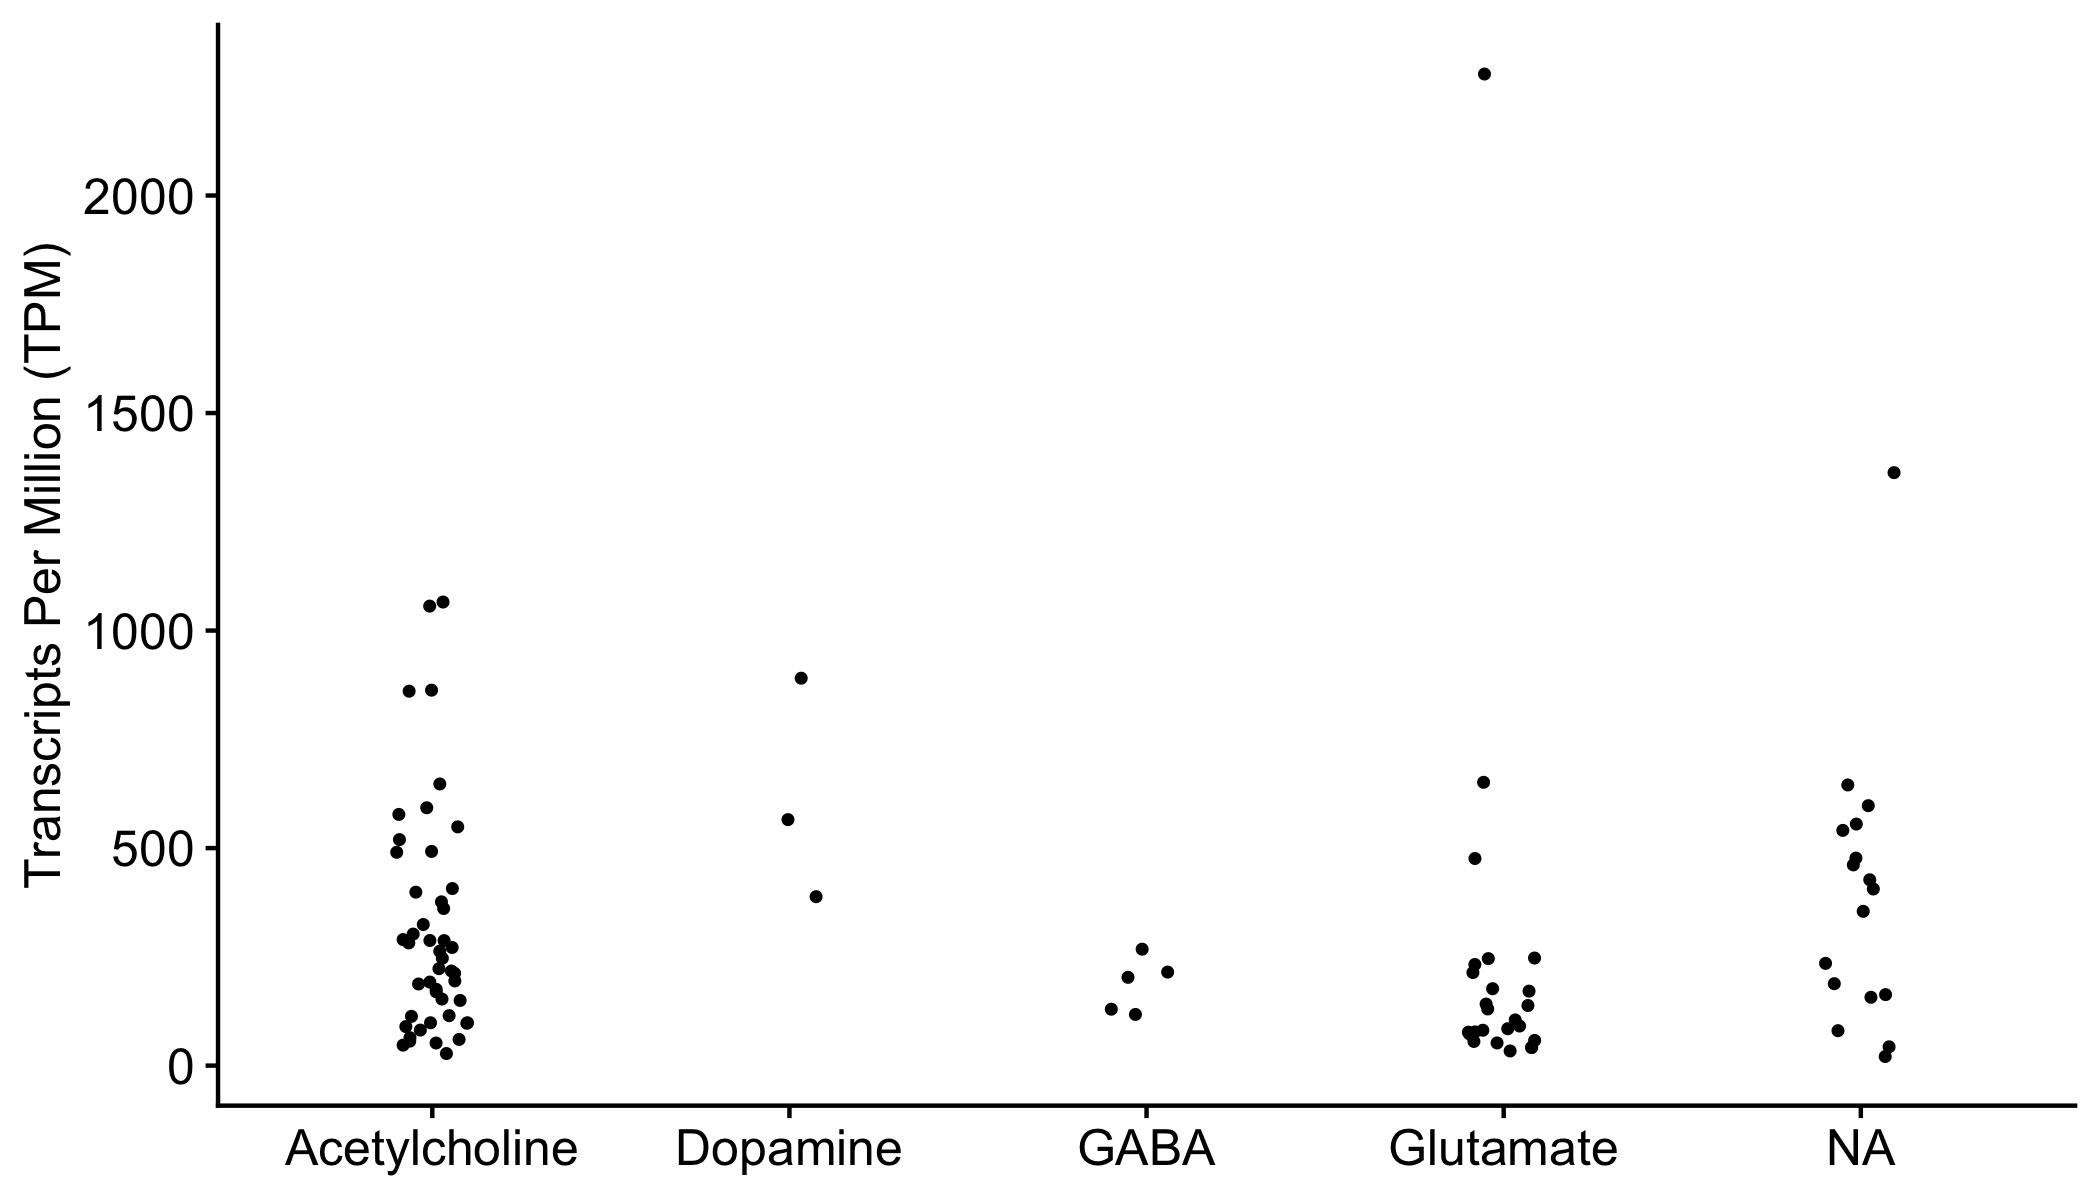 Transcripts Per Million (TPM)
2000
1500
1000
500
0
Acetylcholine Dopamine GABA Glutamate NA